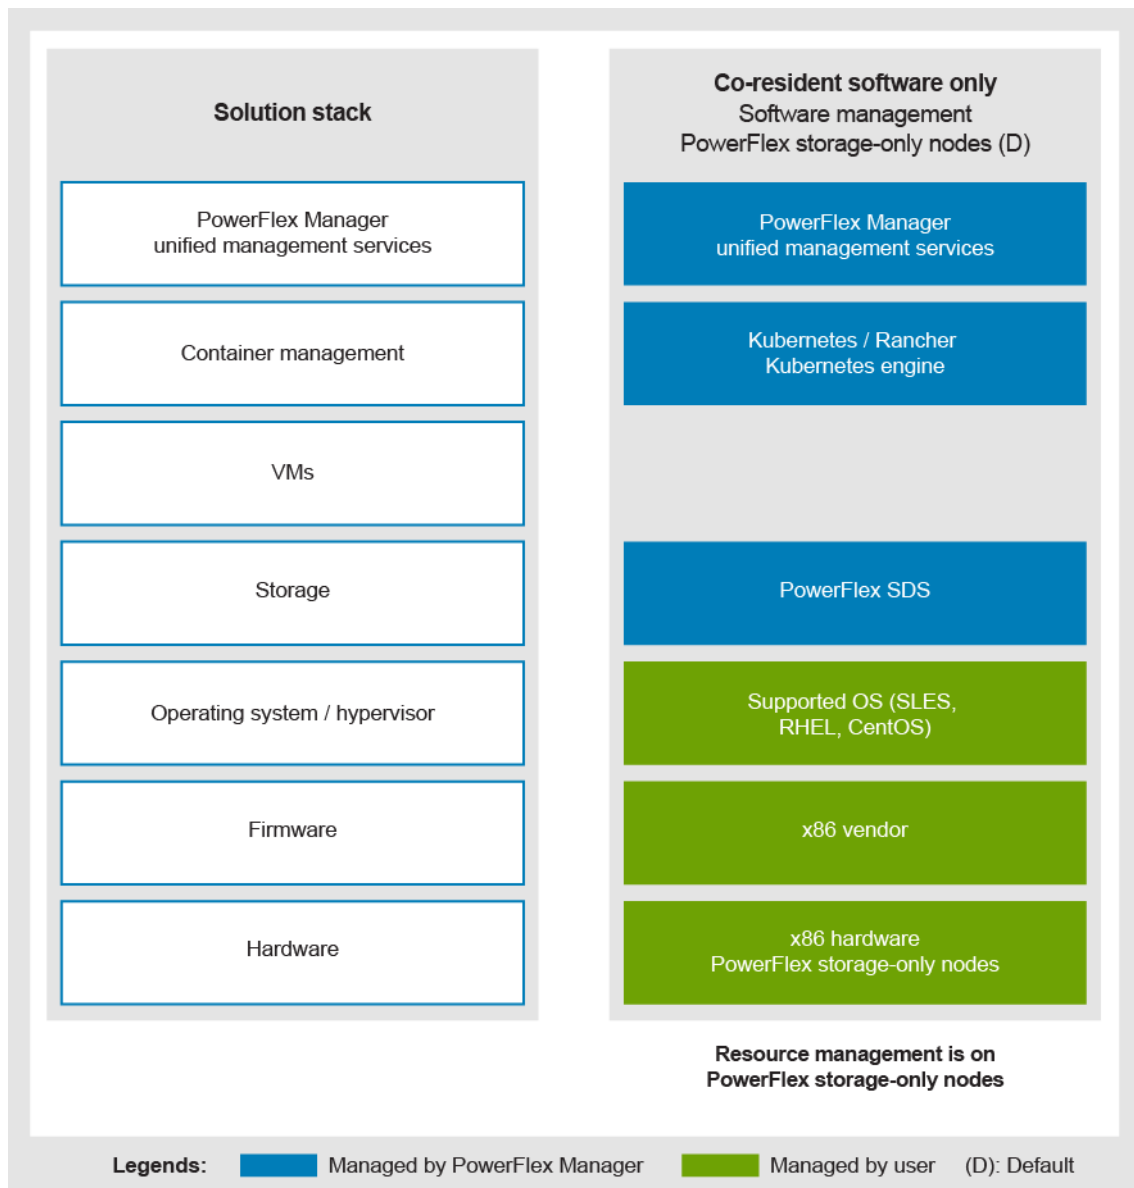 Solution stack
PowerFlex Manager
unified management services
Container management
VMs
Storage
Operating system / hypervisor
Firmware
Hardware
Co-resident software only
Software management
PowerFlex storage-only nodes (D)
PowerFlex Manager
unified management services
Kubernetes / Rancher
Kubernetes engine
PowerFlex SDS
Supported OS (SLES,
RHEL, CentOS)
x86 vendor
x86 hardware
PowerFlex storage-only nodes
Resource management is on
PowerFlex storage-only nodes
Legends: Managed by PowerFlex Manager Managed by user (D): Default